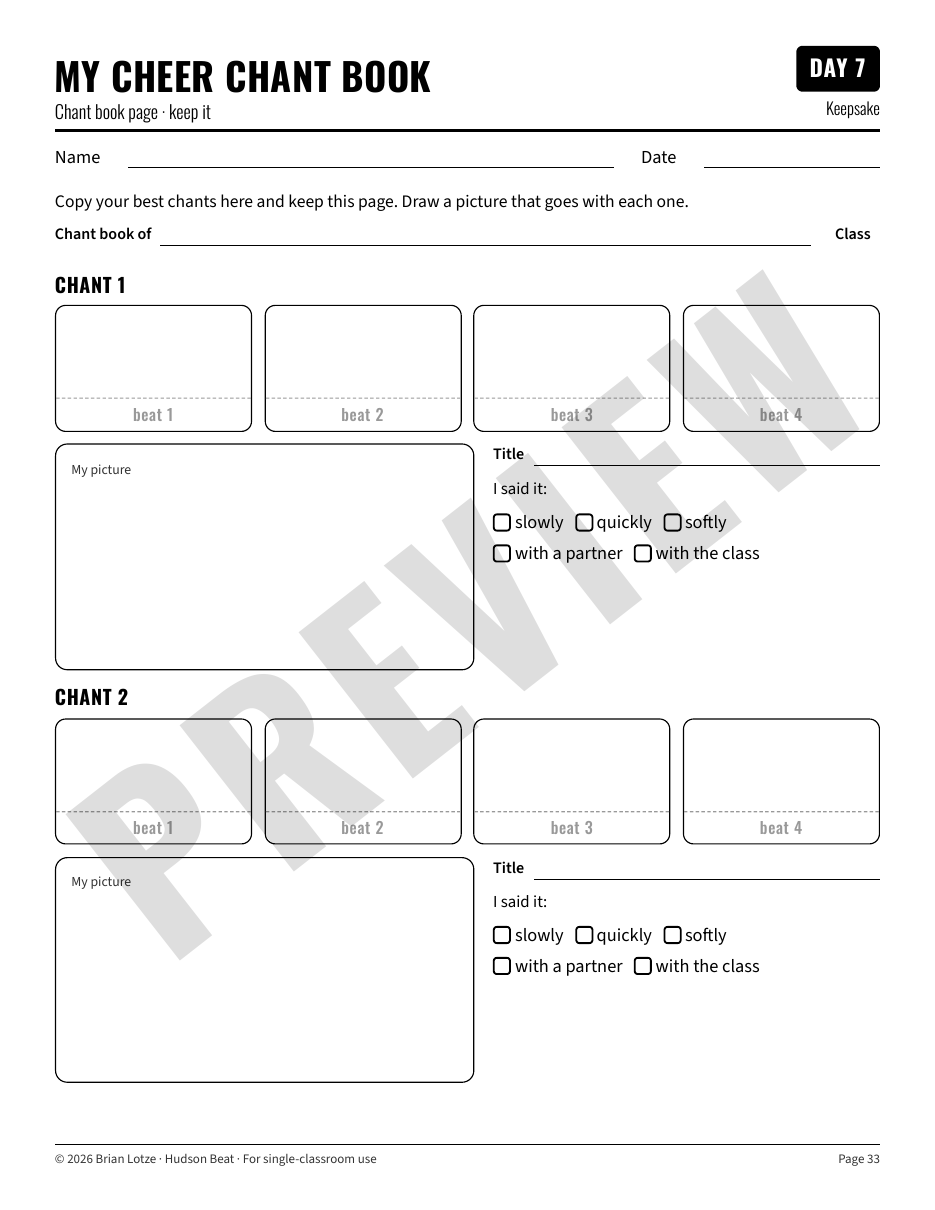 MY CHEER CHANT BOOK
DAY 7
Chant book page · keep it
Keepsake
Name Date
Copy your best chants here and keep this page. Draw a picture that goes with each one.
Chant book of Class
CHANT 1
beat 1 beat 2 beat 3 beat 4
My picture
Title
I said it:
slowly quickly softly
with a partner with the class
CHANT 2
beat 1 beat 2 beat 3 beat 4
My picture
Title
I said it:
slowly quickly softly
with a partner with the class
PREVIEW
© 2026 Brian Lotze · Hudson Beat · For single-classroom use
Page 33